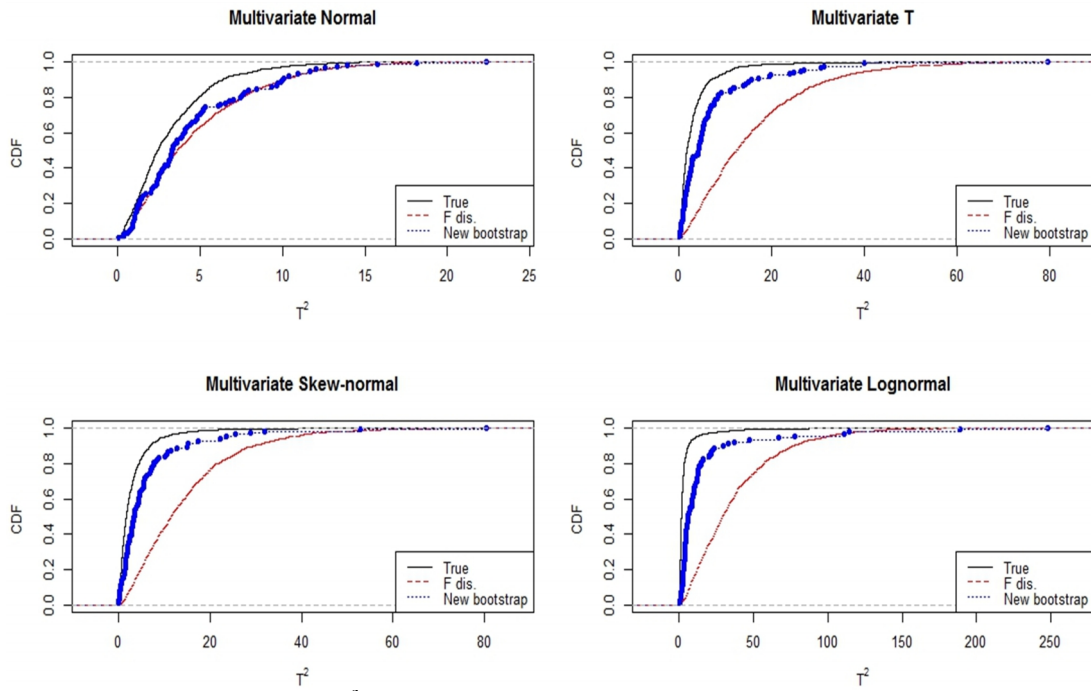 Multivariate Normal
CDF
0.0 0.2 0.4 0.6 0.8 1.0
True
F dis.
New bootstrap
0 5 10 15 20 25
T²
Multivariate T
CDF
0.0 0.2 0.4 0.6 0.8 1.0
True
F dis.
New bootstrap
0 20 40 60 80
T²
Multivariate Skew-normal
CDF
0.0 0.2 0.4 0.6 0.8 1.0
True
F dis.
New bootstrap
0 20 40 60 80
T²
Multivariate Lognormal
CDF
0.0 0.2 0.4 0.6 0.8 1.0
True
F dis.
New bootstrap
0 50 100 150 200 250
T²